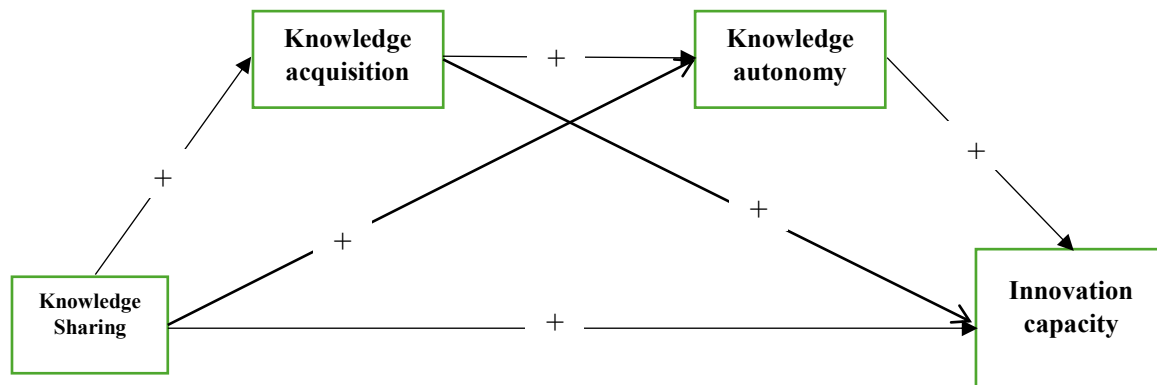 Knowledge
acquisition
+
Knowledge
autonomy
+
+
+
+
Knowledge
Sharing
+
Innovation
capacity